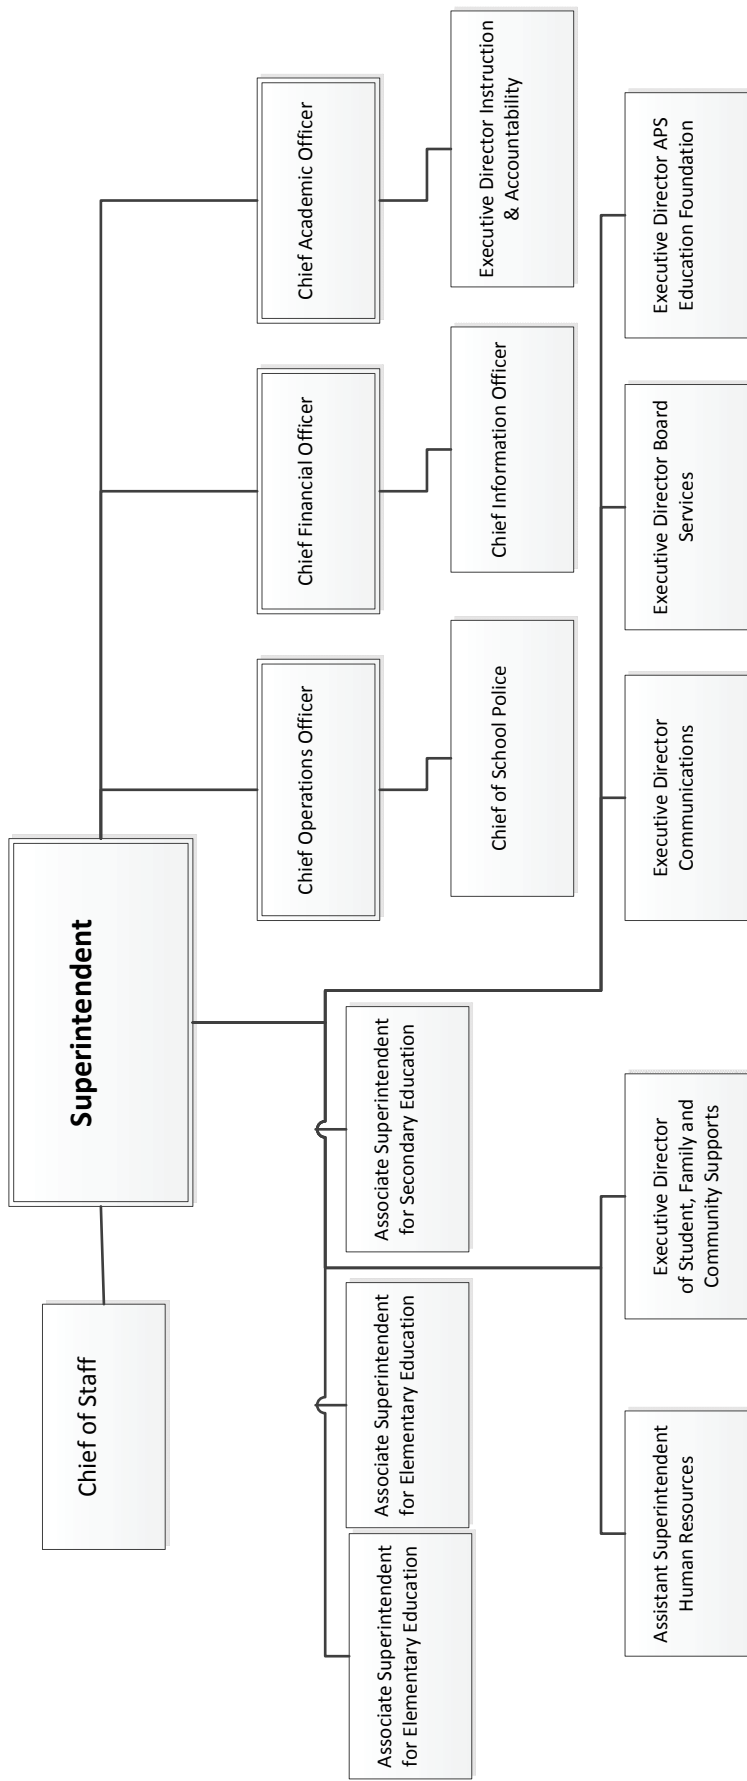 Superintendent
Chief of Staff
Chief Operations Officer
Chief Financial Officer
Chief Academic Officer
Associate Superintendent
for Elementary Education
Associate Superintendent
for Elementary Education
Associate Superintendent
for Secondary Education
Chief of School Police
Chief Information Officer
Executive Director Instruction
& Accountability
Assistant Superintendent
Human Resources
Executive Director
of Student, Family and
Community Supports
Executive Director
Communications
Executive Director Board
Services
Executive Director APS
Education Foundation